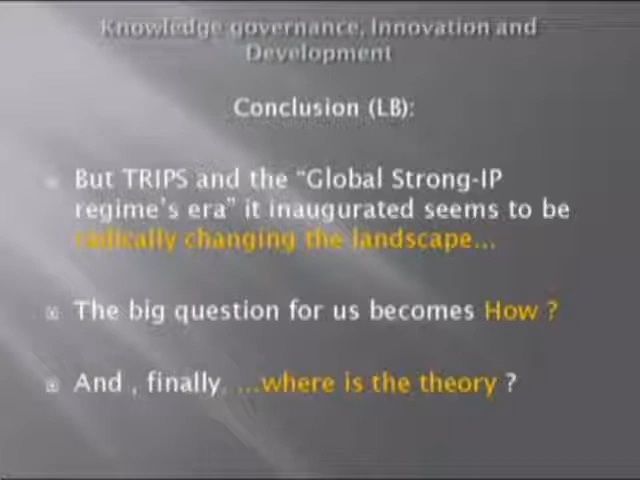 Knowledge governance, Innovation and
Development
Conclusion (LB):
But TRIPS and the "Global Strong-IP
regime's era" it inaugurated seems to be
radically changing the landscape...
The big question for us becomes How ?
And , finally, ...where is the theory ?